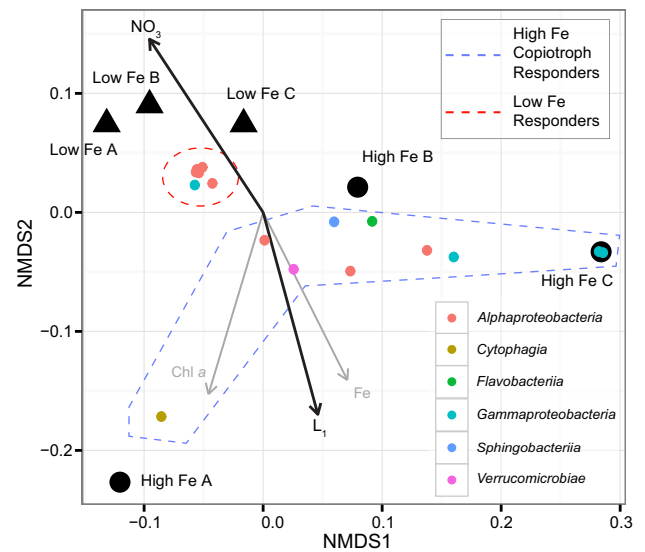 NO3
Low Fe B
Low Fe C
Low Fe A
High Fe
Copiotroph
Responders
Low Fe
Responders
High Fe B
High Fe C
Chl a
Fe
L1
High Fe A
Alphaproteobacteria
Cytophagia
Flavobacteriia
Gammaproteobacteria
Sphingobacteriia
Verrucomicrobiae
NMDS2
0.1
0.0
−0.1
−0.2
−0.1
0.0
0.1
0.2
0.3
NMDS1